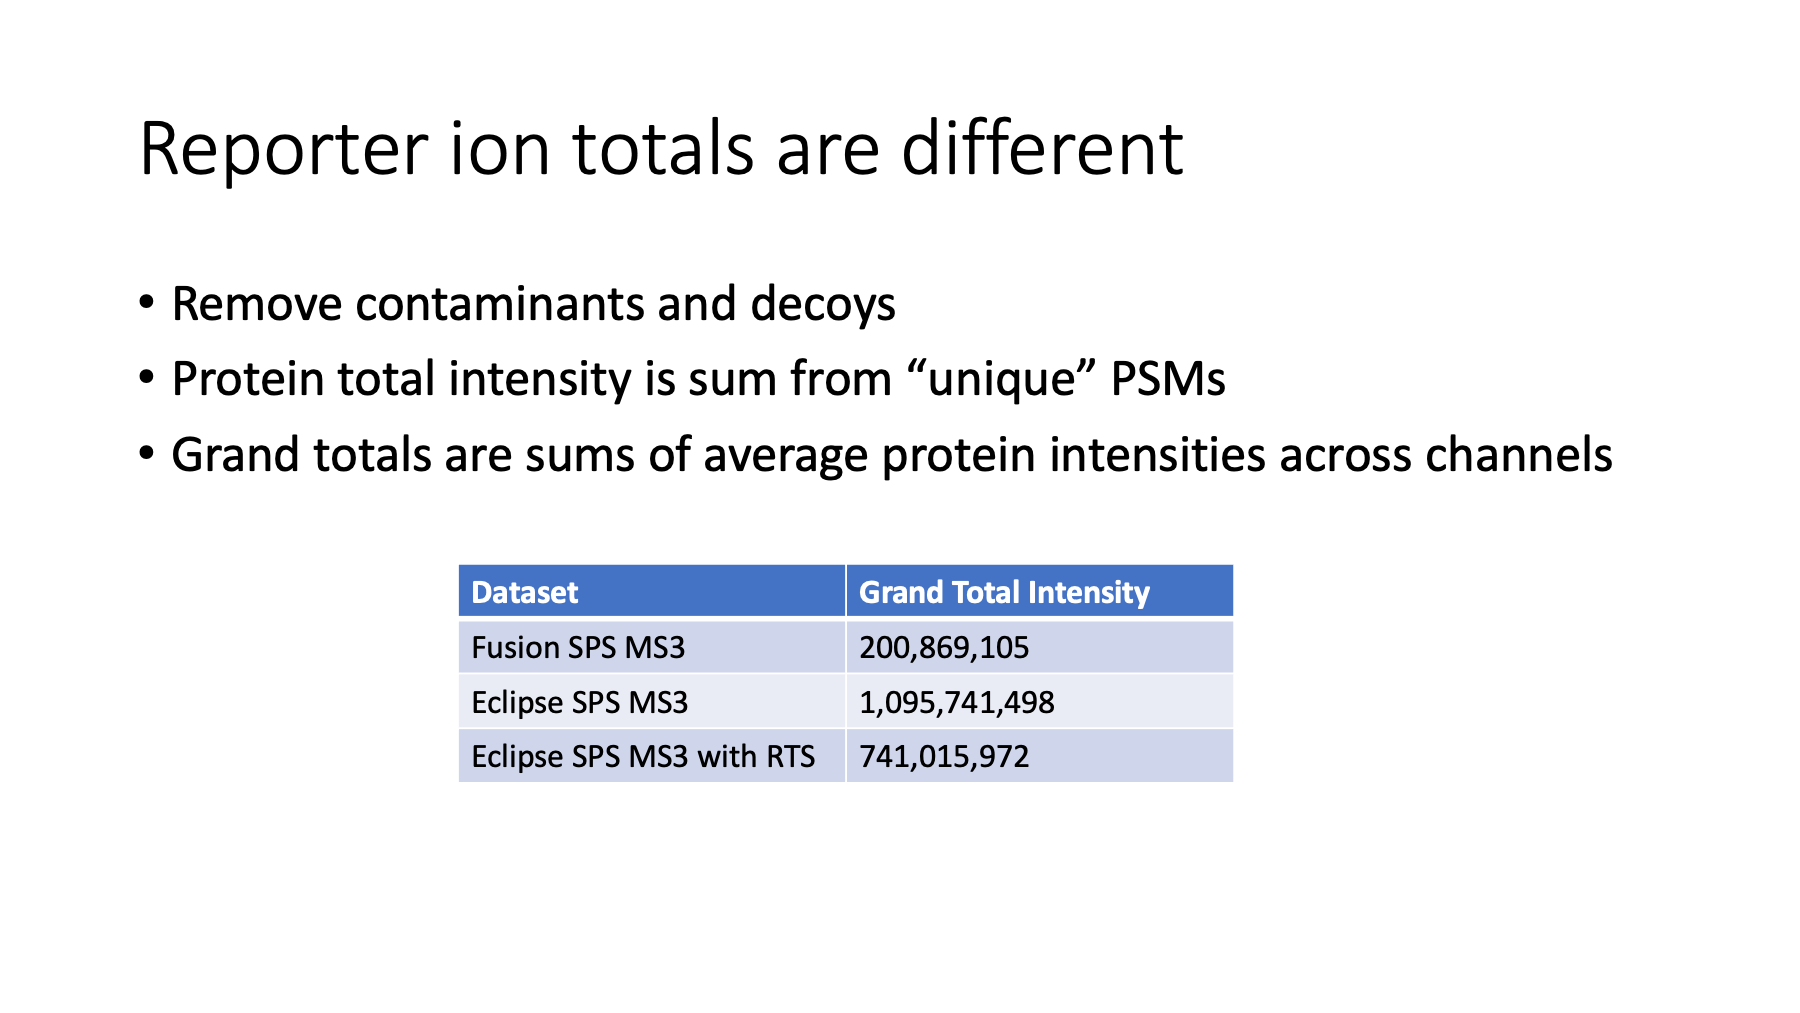 Reporter ion totals are different
• Remove contaminants and decoys
• Protein total intensity is sum from “unique” PSMs
• Grand totals are sums of average protein intensities across channels
Dataset Grand Total Intensity
Fusion SPS MS3 200,869,105
Eclipse SPS MS3 1,095,741,498
Eclipse SPS MS3 with RTS 741,015,972